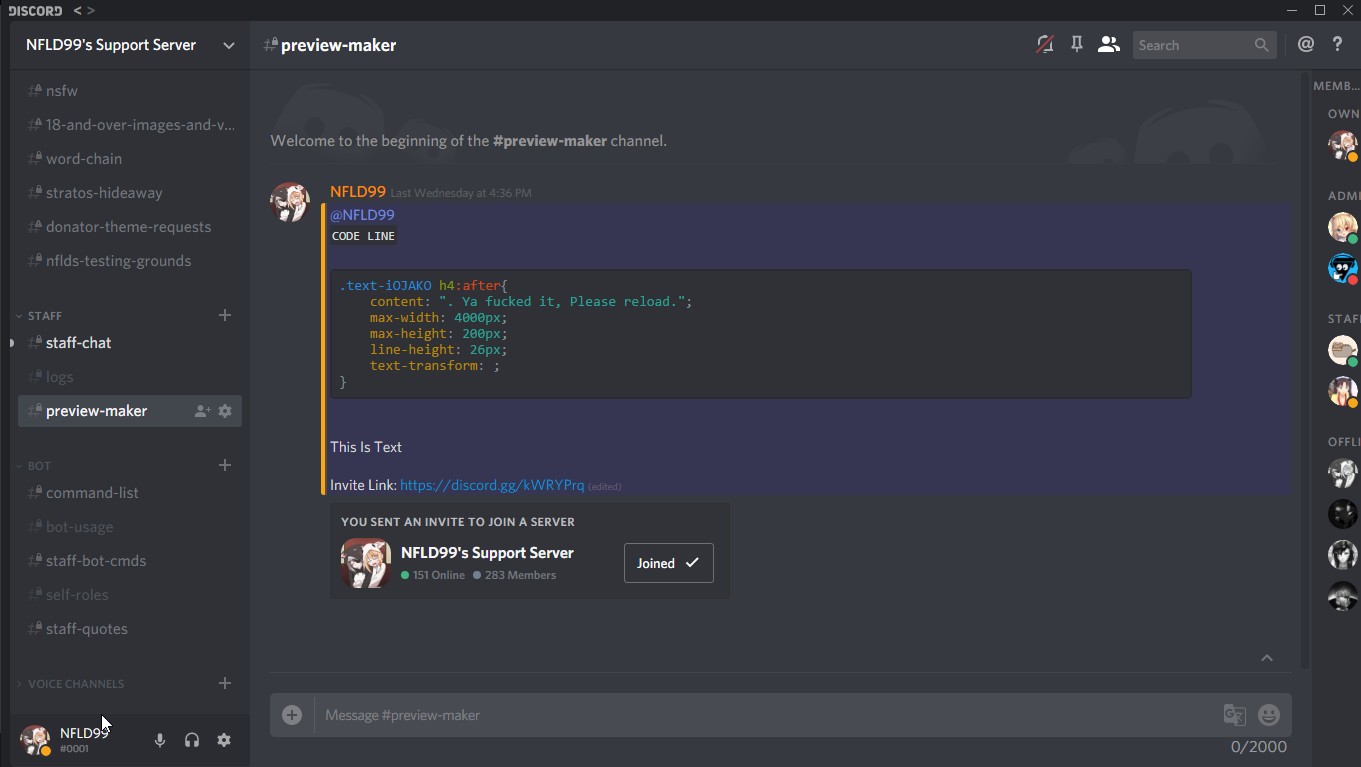 DISCORD < >
NFLD99's Support Server
nsfw
18-and-over-images-and-v...
word-chain
stratos-hideaway
donator-theme-requests
nflds-testing-grounds
STAFF
staff-chat
logs
preview-maker
BOT
command-list
bot-usage
staff-bot-cmds
self-roles
staff-quotes
VOICE CHANNELS
NFLD99
#0001
# preview-maker
Search
@ ?
Welcome to the beginning of the #preview-maker channel.
NFLD99 Last Wednesday at 4:36 PM
@NFLD99
CODE LINE
.text-iOJAKO h4:after{
content: ". Ya fucked it, Please reload.";
max-width: 4000px;
max-height: 200px;
line-height: 26px;
text-transform: ;
}
This Is Text
Invite Link: https://discord.gg/kWRYPrq (edited)
YOU SENT AN INVITE TO JOIN A SERVER
NFLD99's Support Server
151 Online 283 Members
Joined
Message #preview-maker
0/2000
MEMB...
OWN
ADMI
STAF
OFFLI